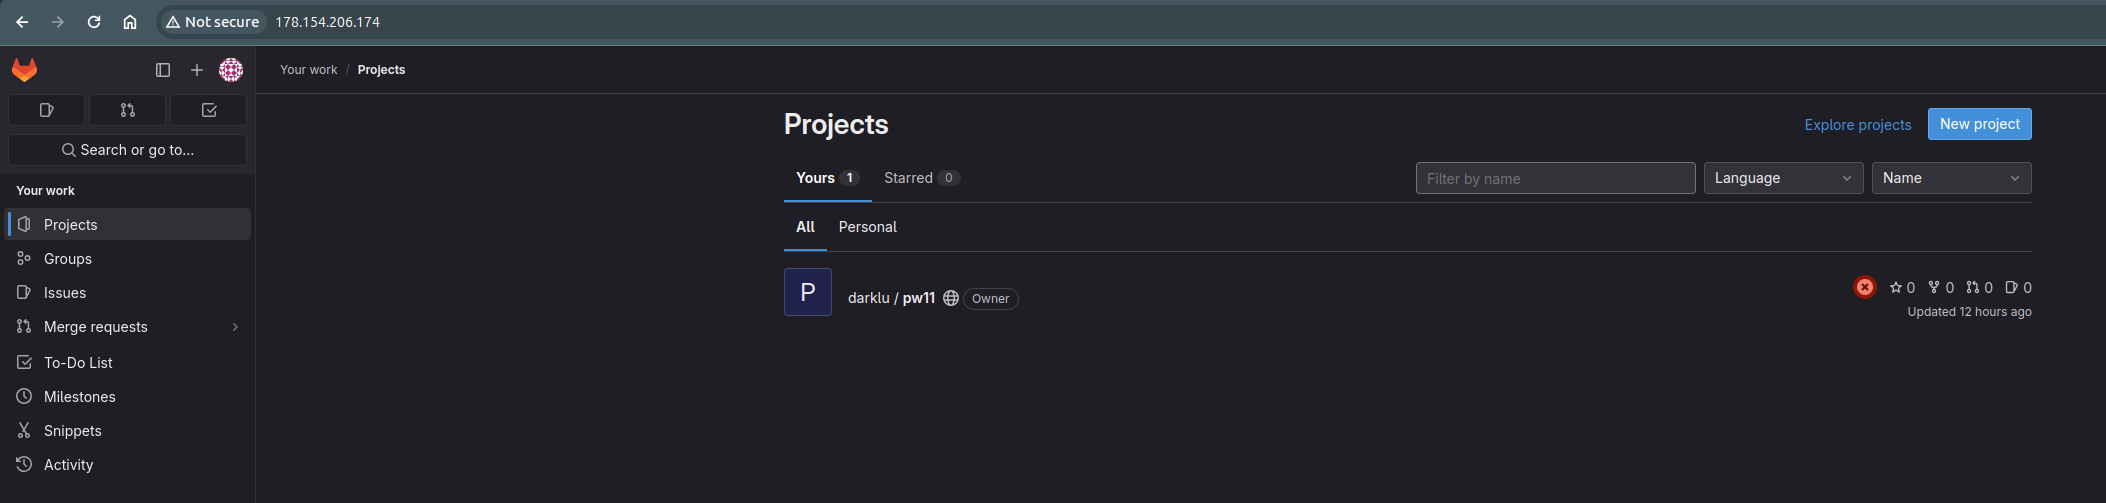 Not secure 178.154.206.174
Your work / Projects
Search or go to...
Your work
Projects
Groups
Issues
Merge requests
To-Do List
Milestones
Snippets
Activity
Projects
Explore projects New project
Yours 1 Starred 0
Filter by name Language Name
All Personal
P darklu / pw11 Owner 0 0 0 0
Updated 12 hours ago